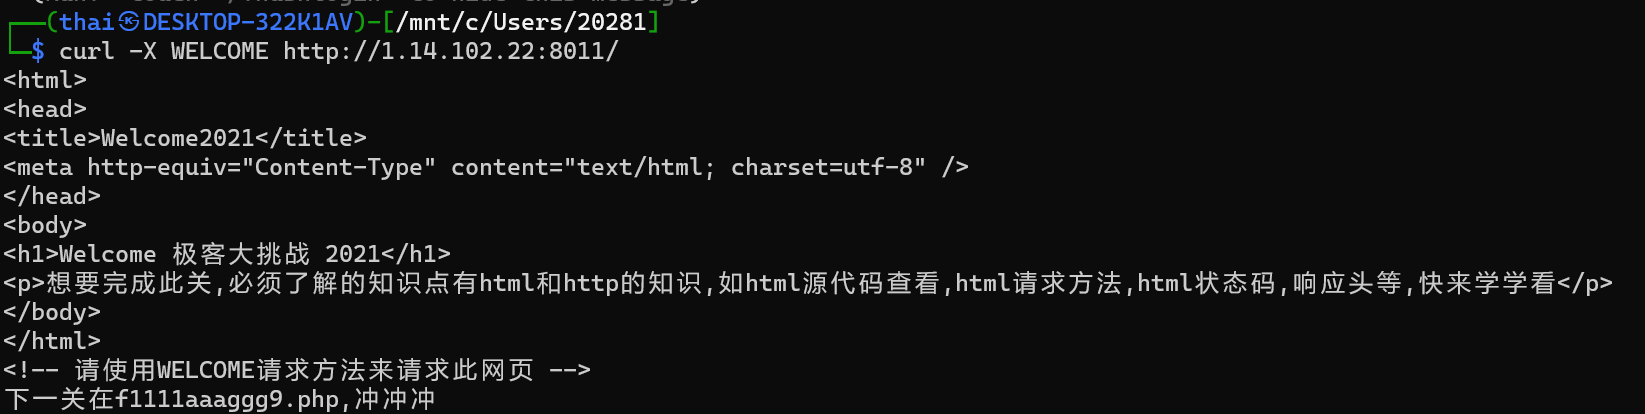 ┌──(thai㉿DESKTOP-322K1AV)-[/mnt/c/Users/20281]
└─$ curl -X WELCOME http://1.14.102.22:8011/
<html>
<head>
<title>Welcome2021</title>
<meta http-equiv="Content-Type" content="text/html; charset=utf-8" />
</head>
<body>
<h1>Welcome 极客大挑战 2021</h1>
<p>想要完成此关,必须了解的知识点有html和http的知识,如html源代码查看,html请求方法,html状态码,响应头等,快来学学看</p>
</body>
</html>
<!-- 请使用WELCOME请求方法来请求此网页 -->
下一关在f1111aaaggg9.php,冲冲冲